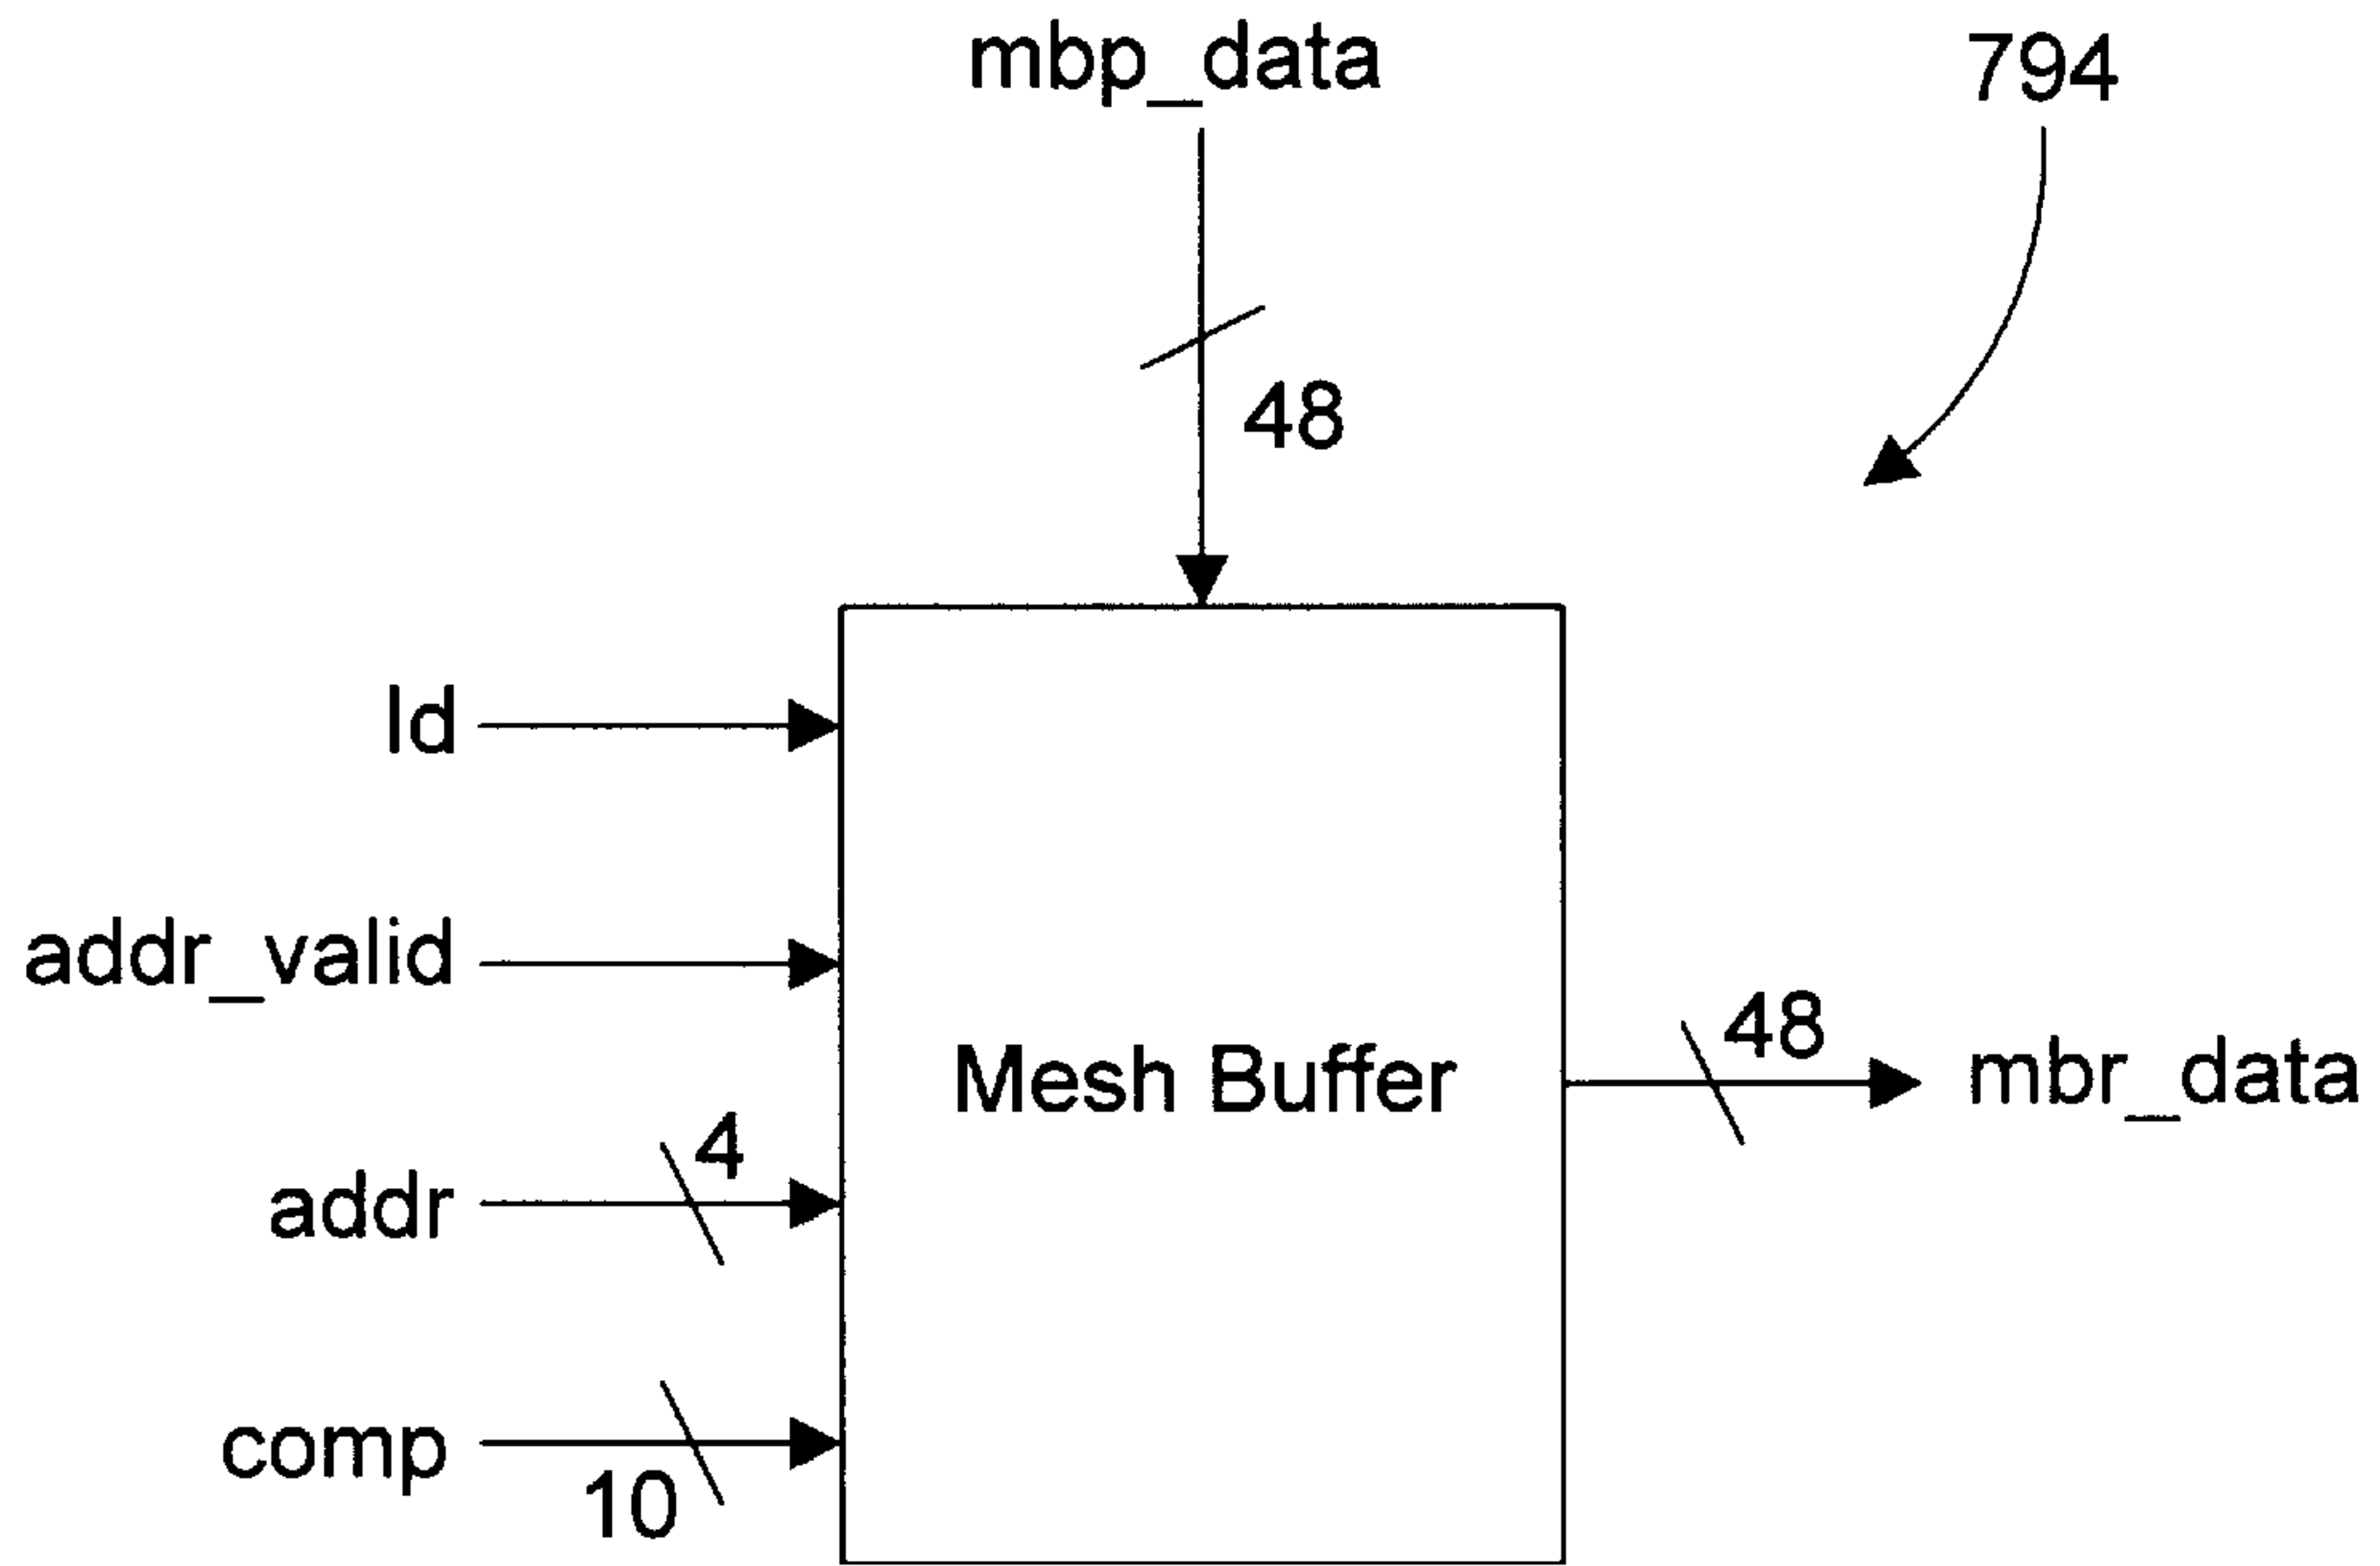 mbp_data
794
48
ld
addr_valid
48
Mesh Buffer
mbr_data
4
addr
comp
10